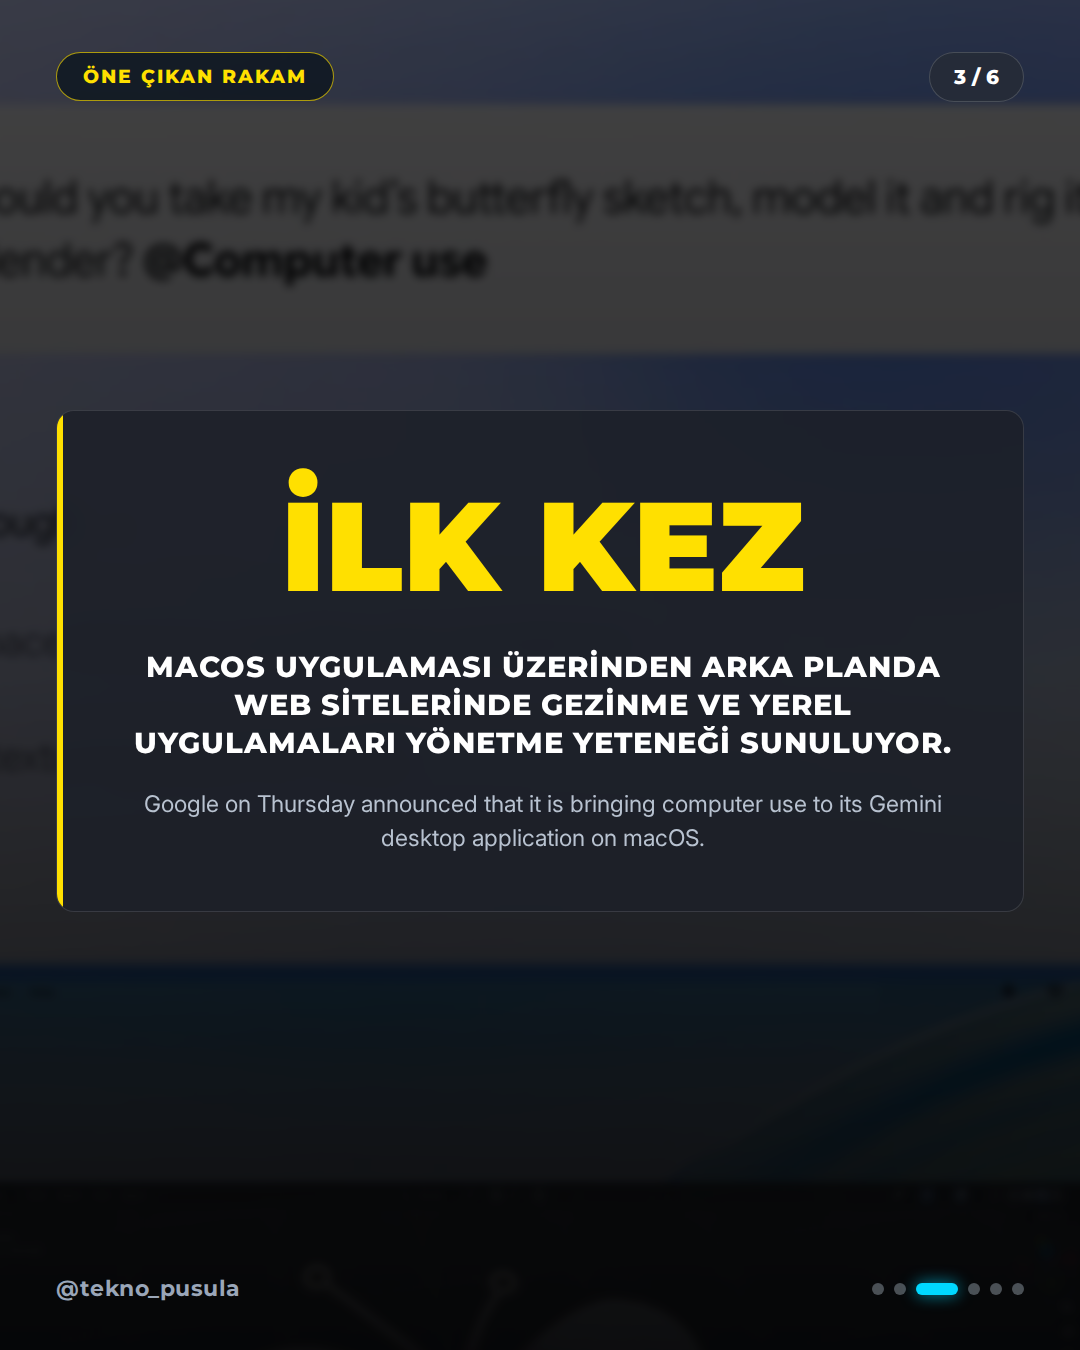 ÖNE ÇIKAN RAKAM
3 / 6
ould you take my kid's butterfly sketch, model it and rig it
ender? @Computer use
İLK KEZ
MACOS UYGULAMASI ÜZERİNDEN ARKA PLANDA
WEB SİTELERİNDE GEZİNME VE YEREL
UYGULAMALARI YÖNETME YETENEĞİ SUNULUYOR.
Google on Thursday announced that it is bringing computer use to its Gemini
desktop application on macOS.
@tekno_pusula